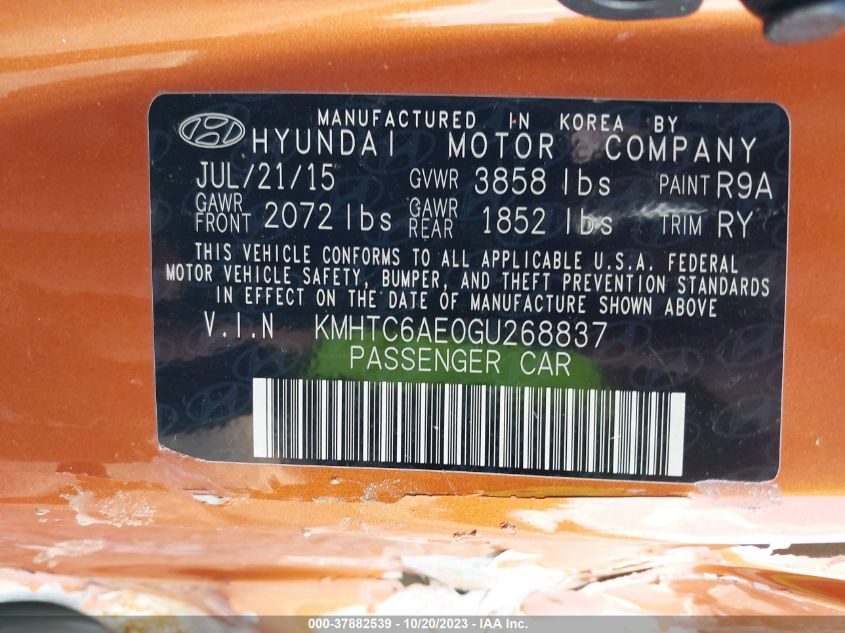 MANUFACTURED IN KOREA BY
HYUNDAI MOTOR COMPANY
JUL/21/15 GVWR 3858 lbs PAINT R9A
GAWR FRONT 2072 lbs GAWR REAR 1852 lbs TRIM RY
THIS VEHICLE CONFORMS TO ALL APPLICABLE U.S.A. FEDERAL
MOTOR VEHICLE SAFETY, BUMPER, AND THEFT PREVENTION STANDARDS
IN EFFECT ON THE DATE OF MANUFACTURE SHOWN ABOVE
V.I.N KMHTC6AE0GU268837
PASSENGER CAR
000-37882539 - 10/20/2023 - IAA Inc.